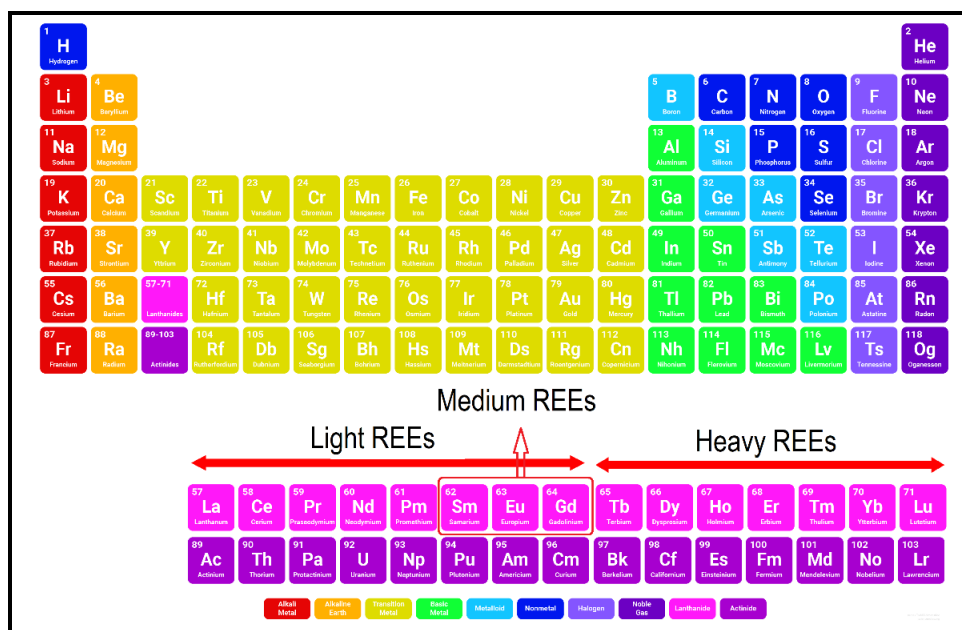 1 2
H He
Hydrogen Helium
3 4 5 6 7 8 9 10
Li Be B C N O F Ne
Lithium Beryllium Boron Carbon Nitrogen Oxygen Fluorine Neon
11 12 13 14 15 16 17 18
Na Mg Al Si P S Cl Ar
Sodium Magnesium Aluminum Silicon Phosphorus Sulfur Chlorine Argon
19 20 21 22 23 24 25 26 27 28 29 30 31 32 33 34 35 36
K Ca Sc Ti V Cr Mn Fe Co Ni Cu Zn Ga Ge As Se Br Kr
Potassium Calcium Scandium Titanium Vanadium Chromium Manganese Iron Cobalt Nickel Copper Zinc Gallium Germanium Arsenic Selenium Bromine Krypton
37 38 39 40 41 42 43 44 45 46 47 48 49 50 51 52 53 54
Rb Sr Y Zr Nb Mo Tc Ru Rh Pd Ag Cd In Sn Sb Te I Xe
Rubidium Strontium Yttrium Zirconium Niobium Molybdenum Technetium Ruthenium Rhodium Palladium Silver Cadmium Indium Tin Antimony Tellurium Iodine Xenon
55 56 57-71 72 73 74 75 76 77 78 79 80 81 82 83 84 85 86
Cs Ba Hf Ta W Re Os Ir Pt Au Hg Tl Pb Bi Po At Rn
Cesium Barium Lanthanides Hafnium Tantalum Tungsten Rhenium Osmium Iridium Platinum Gold Mercury Thallium Lead Bismuth Polonium Astatine Radon
87 88 89-103 104 105 106 107 108 109 110 111 112 113 114 115 116 117 118
Fr Ra Rf Db Sg Bh Hs Mt Ds Rg Cn Nh Fl Mc Lv Ts Og
Francium Radium Actinides Rutherfordium Dubnium Seaborgium Bohrium Hassium Meitnerium Darmstadtium Roentgenium Copernicium Nihonium Flerovium Moscovium Livermorium Tennessine Oganesson
Medium REEs
Light REEs Heavy REEs
57 58 59 60 61 62 63 64 65 66 67 68 69 70 71
La Ce Pr Nd Pm Sm Eu Gd Tb Dy Ho Er Tm Yb Lu
Lanthanum Cerium Neodymium Promethium Samarium Europium Gadolinium Terbium Dysprosium Holmium Erbium Ytterbium Lutetium
89 90 91 92 93 94 95 96 97 98 99 100 101 102 103
Ac Th Pa U Np Pu Am Cm Bk Cf Es Fm Md No Lr
Actinium Thorium Protactinium Uranium Neptunium Plutonium Americium Curium Berkelium Californium Einsteinium Fermium Mendelevium Nobelium Lawrencium
Alkali Alkaline Transition Basic Metalloid Nonmetal Halogen Noble Lanthanide Actinide
Metal Earth Metal Metal Gas